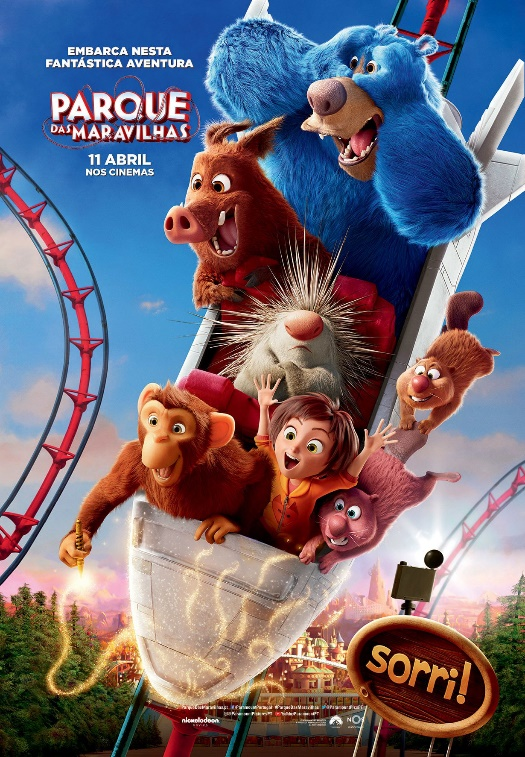 EMBARCA NESTA
FANTÁSTICA AVENTURA
PARQUE
DAS MARAVILHAS
11 ABRIL
NOS CINEMAS
sorri!
nickelodeon